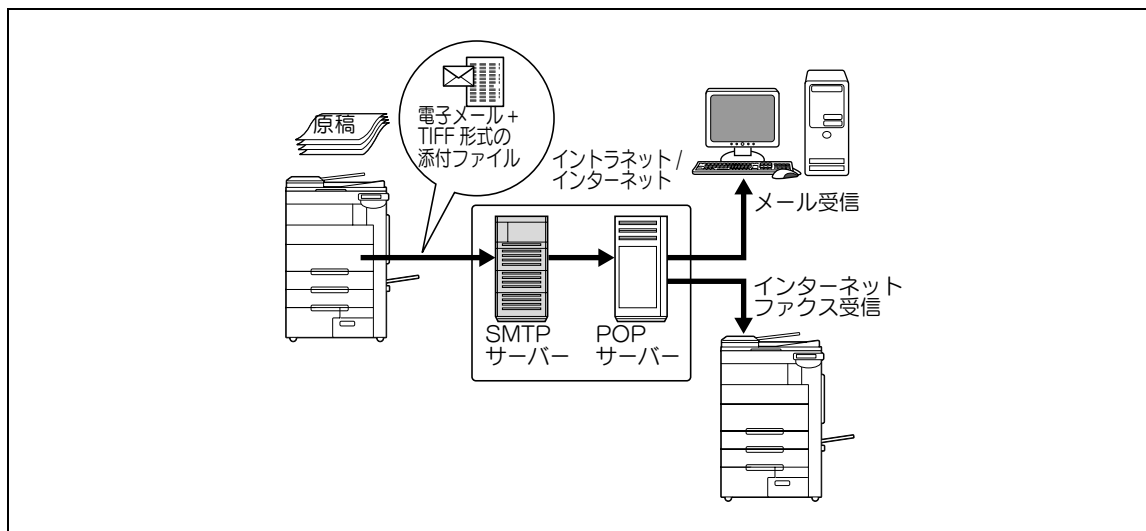 原稿
電子メール+
TIFF 形式の
添付ファイル
イントラネット /
インターネット
メール受信
インターネット
ファクス受信
SMTP
サーバー
POP
サーバー